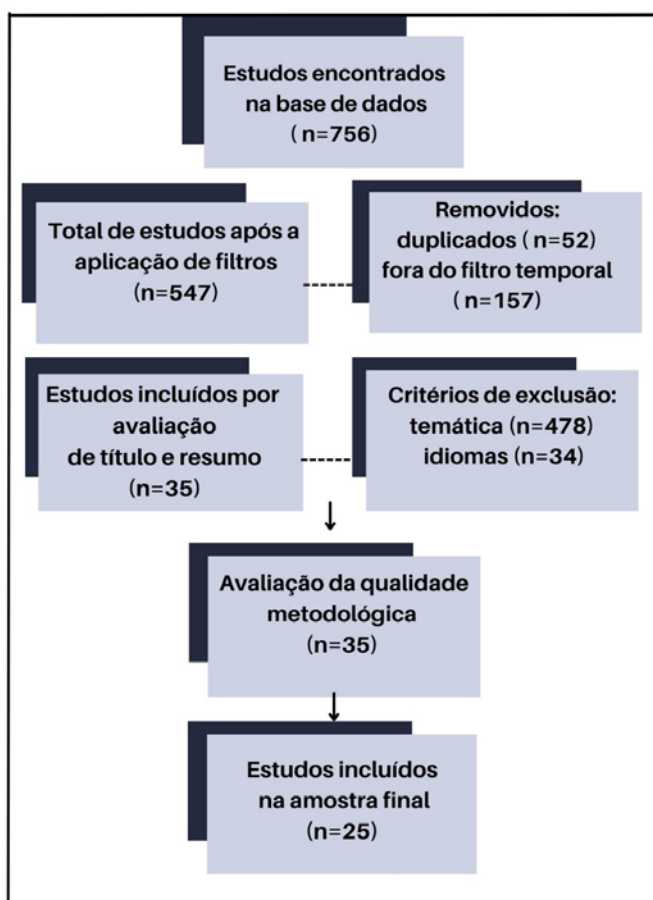 Estudos encontrados
na base de dados
( n=756)
Total de estudos após a
aplicação de filtros
(n=547)
Removidos:
duplicados ( n=52)
fora do filtro temporal
( n=157)
Estudos incluídos por
avaliação
de título e resumo
(n=35)
Critérios de exclusão:
temática (n=478)
idiomas (n=34)
Avaliação da qualidade
metodológica
(n=35)
Estudos incluídos
na amostra final
(n=25)